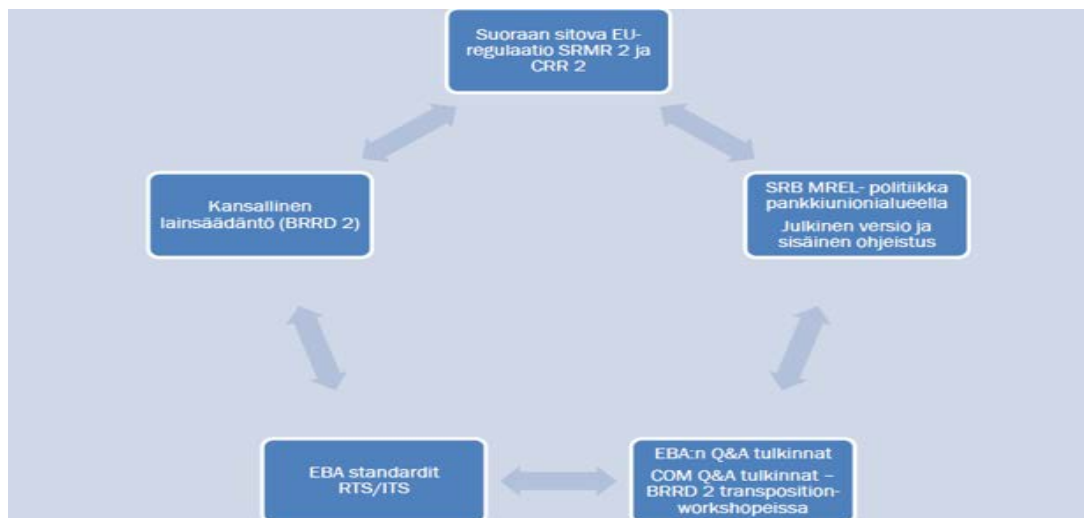 Suoraan sitova EU-
regulaatio SRMR 2 ja
CRR 2
Kansallinen
lainsäädäntö (BRRD 2)
SRB MREL- politiikka
pankkiunionialueella
Julkinen versio ja
sisäinen ohjeistus
EBA standardit
RTS/ITS
EBA:n Q&A tulkinnat
COM Q&A tulkinnat –
BRRD 2 transposition-
workshopeissa